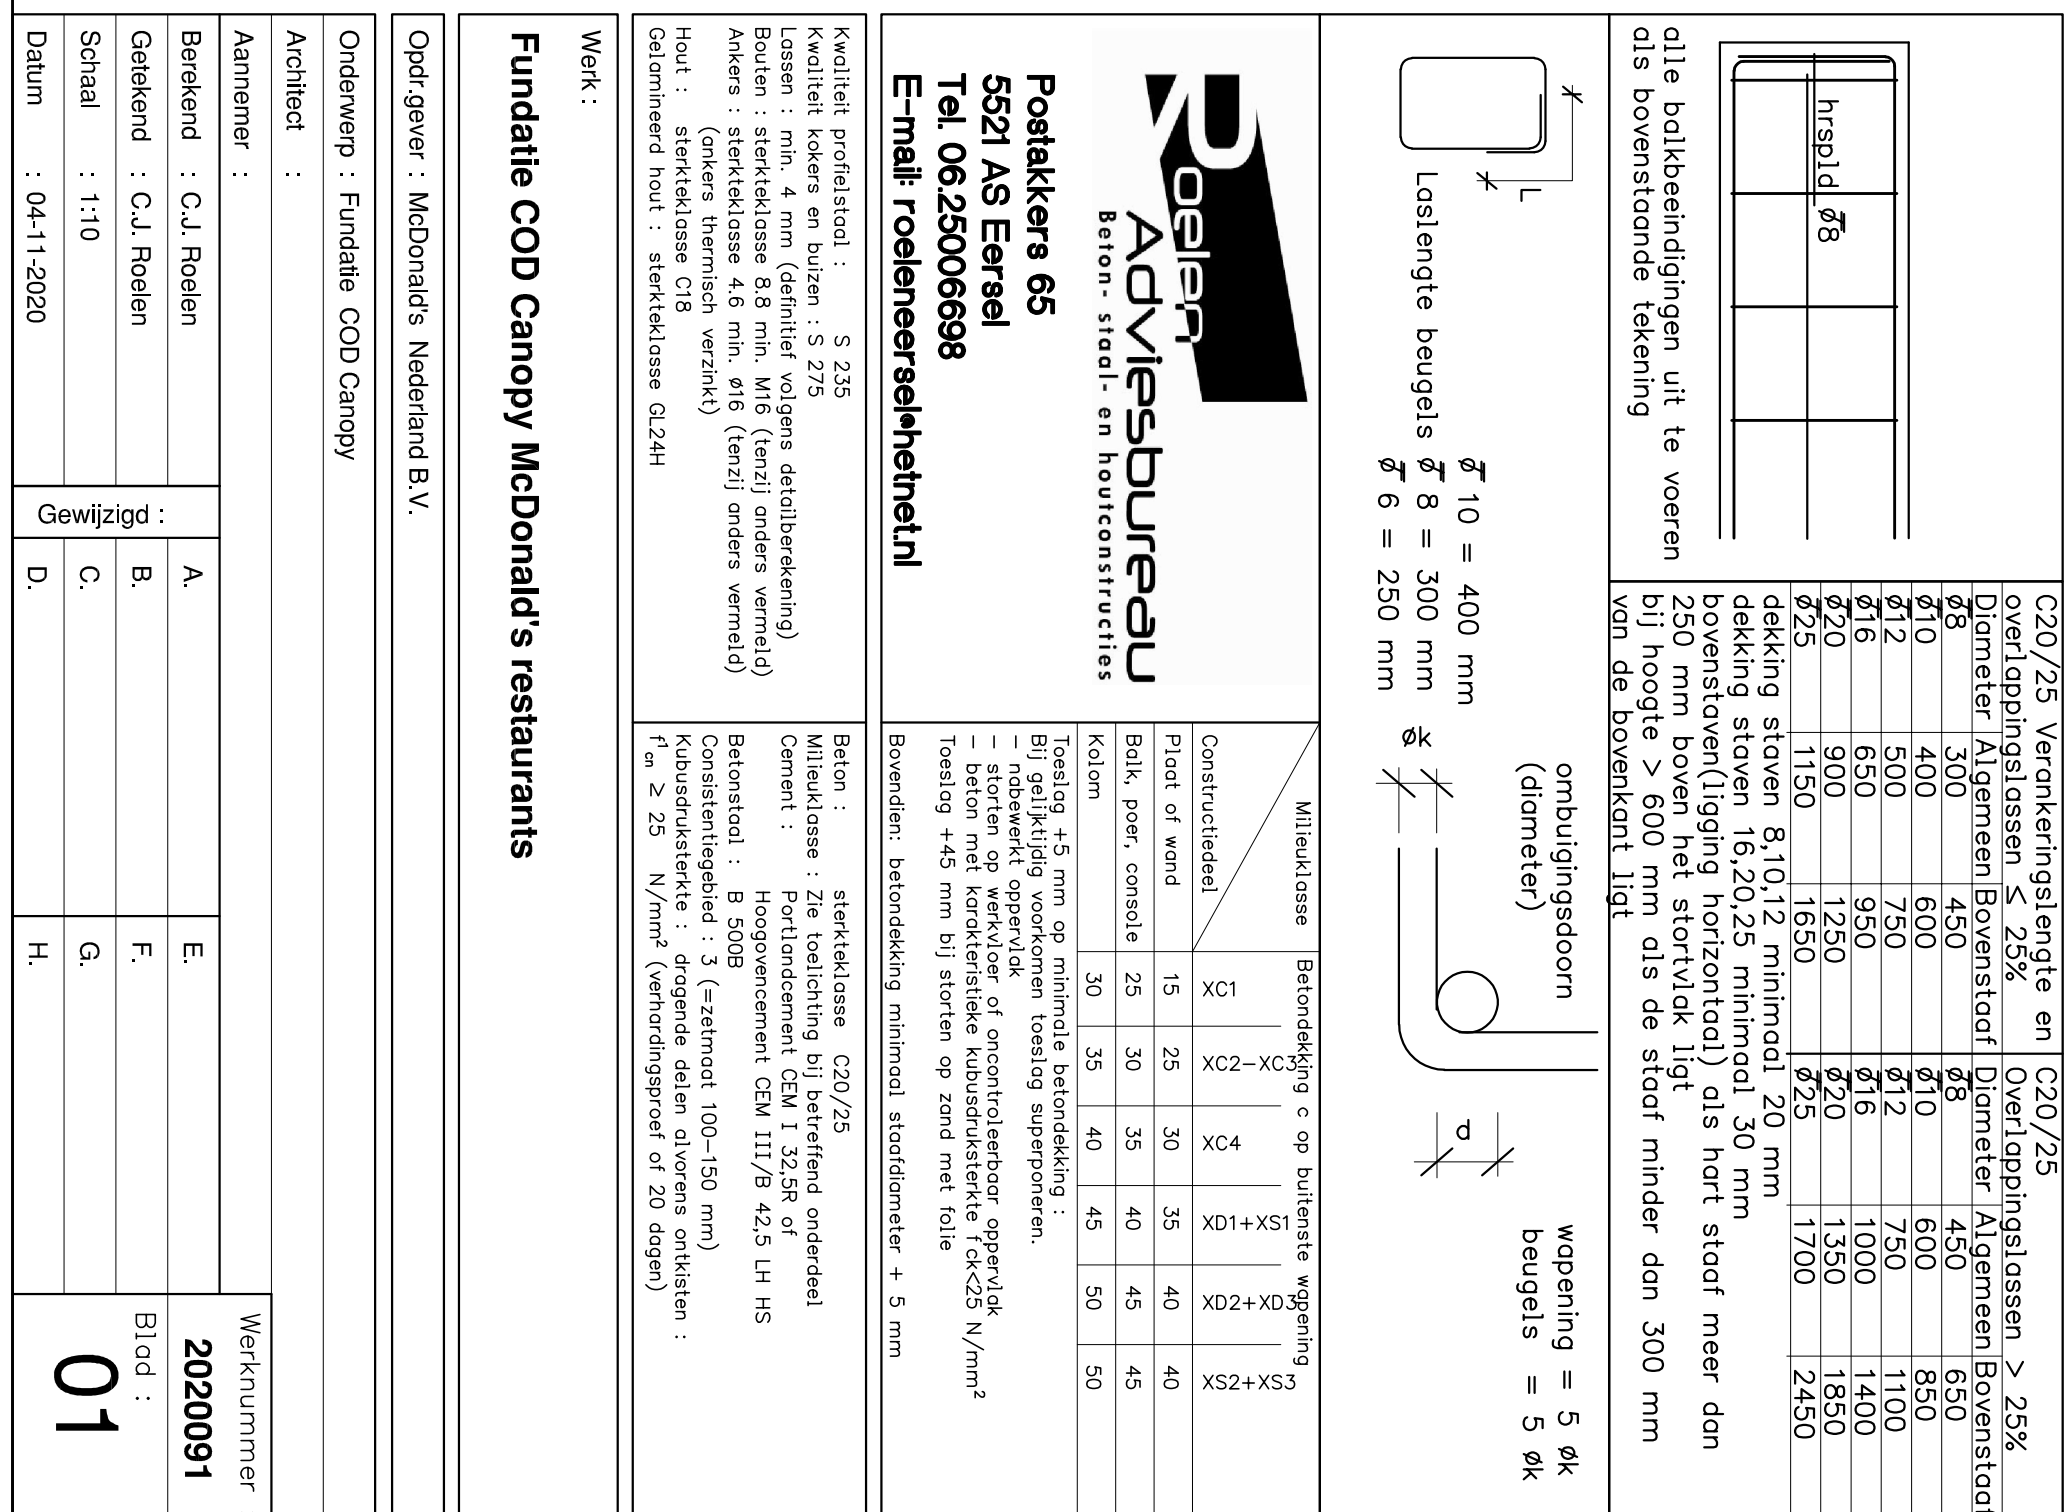 hrspld ø8
alle balkbeeindigingen uit te voeren
als bovenstaande tekening
C20/25 Verankeringslengte en
overlappingslassen ≤ 25%
Diameter Algemeen Bovenstaaf
ø8 300 450
ø10 400 600
ø12 500 750
ø16 650 950
ø20 900 1250
ø25 1150 1650
C20/25
Overlappingslassen > 25%
Diameter Algemeen Bovenstaaf
ø8 450 650
ø10 600 850
ø12 750 1100
ø16 1000 1400
ø20 1350 1850
ø25 1700 2450
dekking staven 8,10,12 minimaal 20 mm
dekking staven 16,20,25 minimaal 30 mm
bovenstaven(ligging horizontaal) als hart staaf meer dan
250 mm boven het stortvlak ligt
bij hoogte > 600 mm als de staaf minder dan 300 mm
van de bovenkant ligt
L
Laslengte beugels
ø 10 = 400 mm
ø 8 = 300 mm
ø 6 = 250 mm
ombuigingsdoorn
(diameter)
øk
d
wapening = 5 øk
beugels = 5 øk
Roelen
Adviesbureau
Beton- staal- en houtconstructies
Postakkers 65
5521 AS Eersel
Tel. 06.25006698
E-mail: roeleneersel@hetnet.nl
Milieuklasse
Betondekking c op buitenste wapening
Constructiedeel XC1 XC2-XC3 XC4 XD1+XS1 XD2+XD3 XS2+XS3
Plaat of wand 15 25 30 35 40 40
Balk, poer, console 25 30 35 40 45 45
Kolom 30 35 40 45 50 50
Toeslag +5 mm op minimale betondekking :
Bij gelijktijdig voorkomen toeslag superponeren.
- nabewerkt oppervlak
- storten op werkvloer of oncontroleerbaar oppervlak
- beton met karakteristieke kubusdruksterkte f'ck<25 N/mm²
Toeslag +45 mm bij storten op zand met folie
Bovendien: betondekking minimaal staafdiameter + 5 mm
Kwaliteit profielstaal : S 235
Kwaliteit kokers en buizen : S 275
Lassen : min. 4 mm (definitief volgens detailberekening)
Bouten : sterkteklasse 8.8 min. M16 (tenzij anders vermeld)
Ankers : sterkteklasse 4.6 min. ø16 (tenzij anders vermeld)
(ankers thermisch verzinkt)
Hout : sterkteklasse C18
Gelamineerd hout : sterkteklasse GL24H
Beton : sterkteklasse C20/25
Milieuklasse : Zie toelichting bij betreffend onderdeel
Cement : Portlandcement CEM I 32,5R of
Hoogovencement CEM III/B 42,5 LH HS
Betonstaal : B 500B
Consistentiegebied : 3 (=zetmaat 100-150 mm)
Kubusdruksterkte : dragende delen alvorens ontkisten :
f¹cn ≥ 25 N/mm² (verhardingsproef of 20 dagen)
Werk :
Fundatie COD Canopy McDonald's restaurants
Opdr.gever : McDonald's Nederland B.V.
Onderwerp : Fundatie COD Canopy
Architect :
Aannemer :
Berekend : C.J. Roelen
Getekend : C.J. Roelen
Schaal : 1:10
Datum : 04-11-2020
Gewijzigd :
A.
B.
C.
D.
E.
F.
G.
H.
Werknummer
2020091
Blad :
01